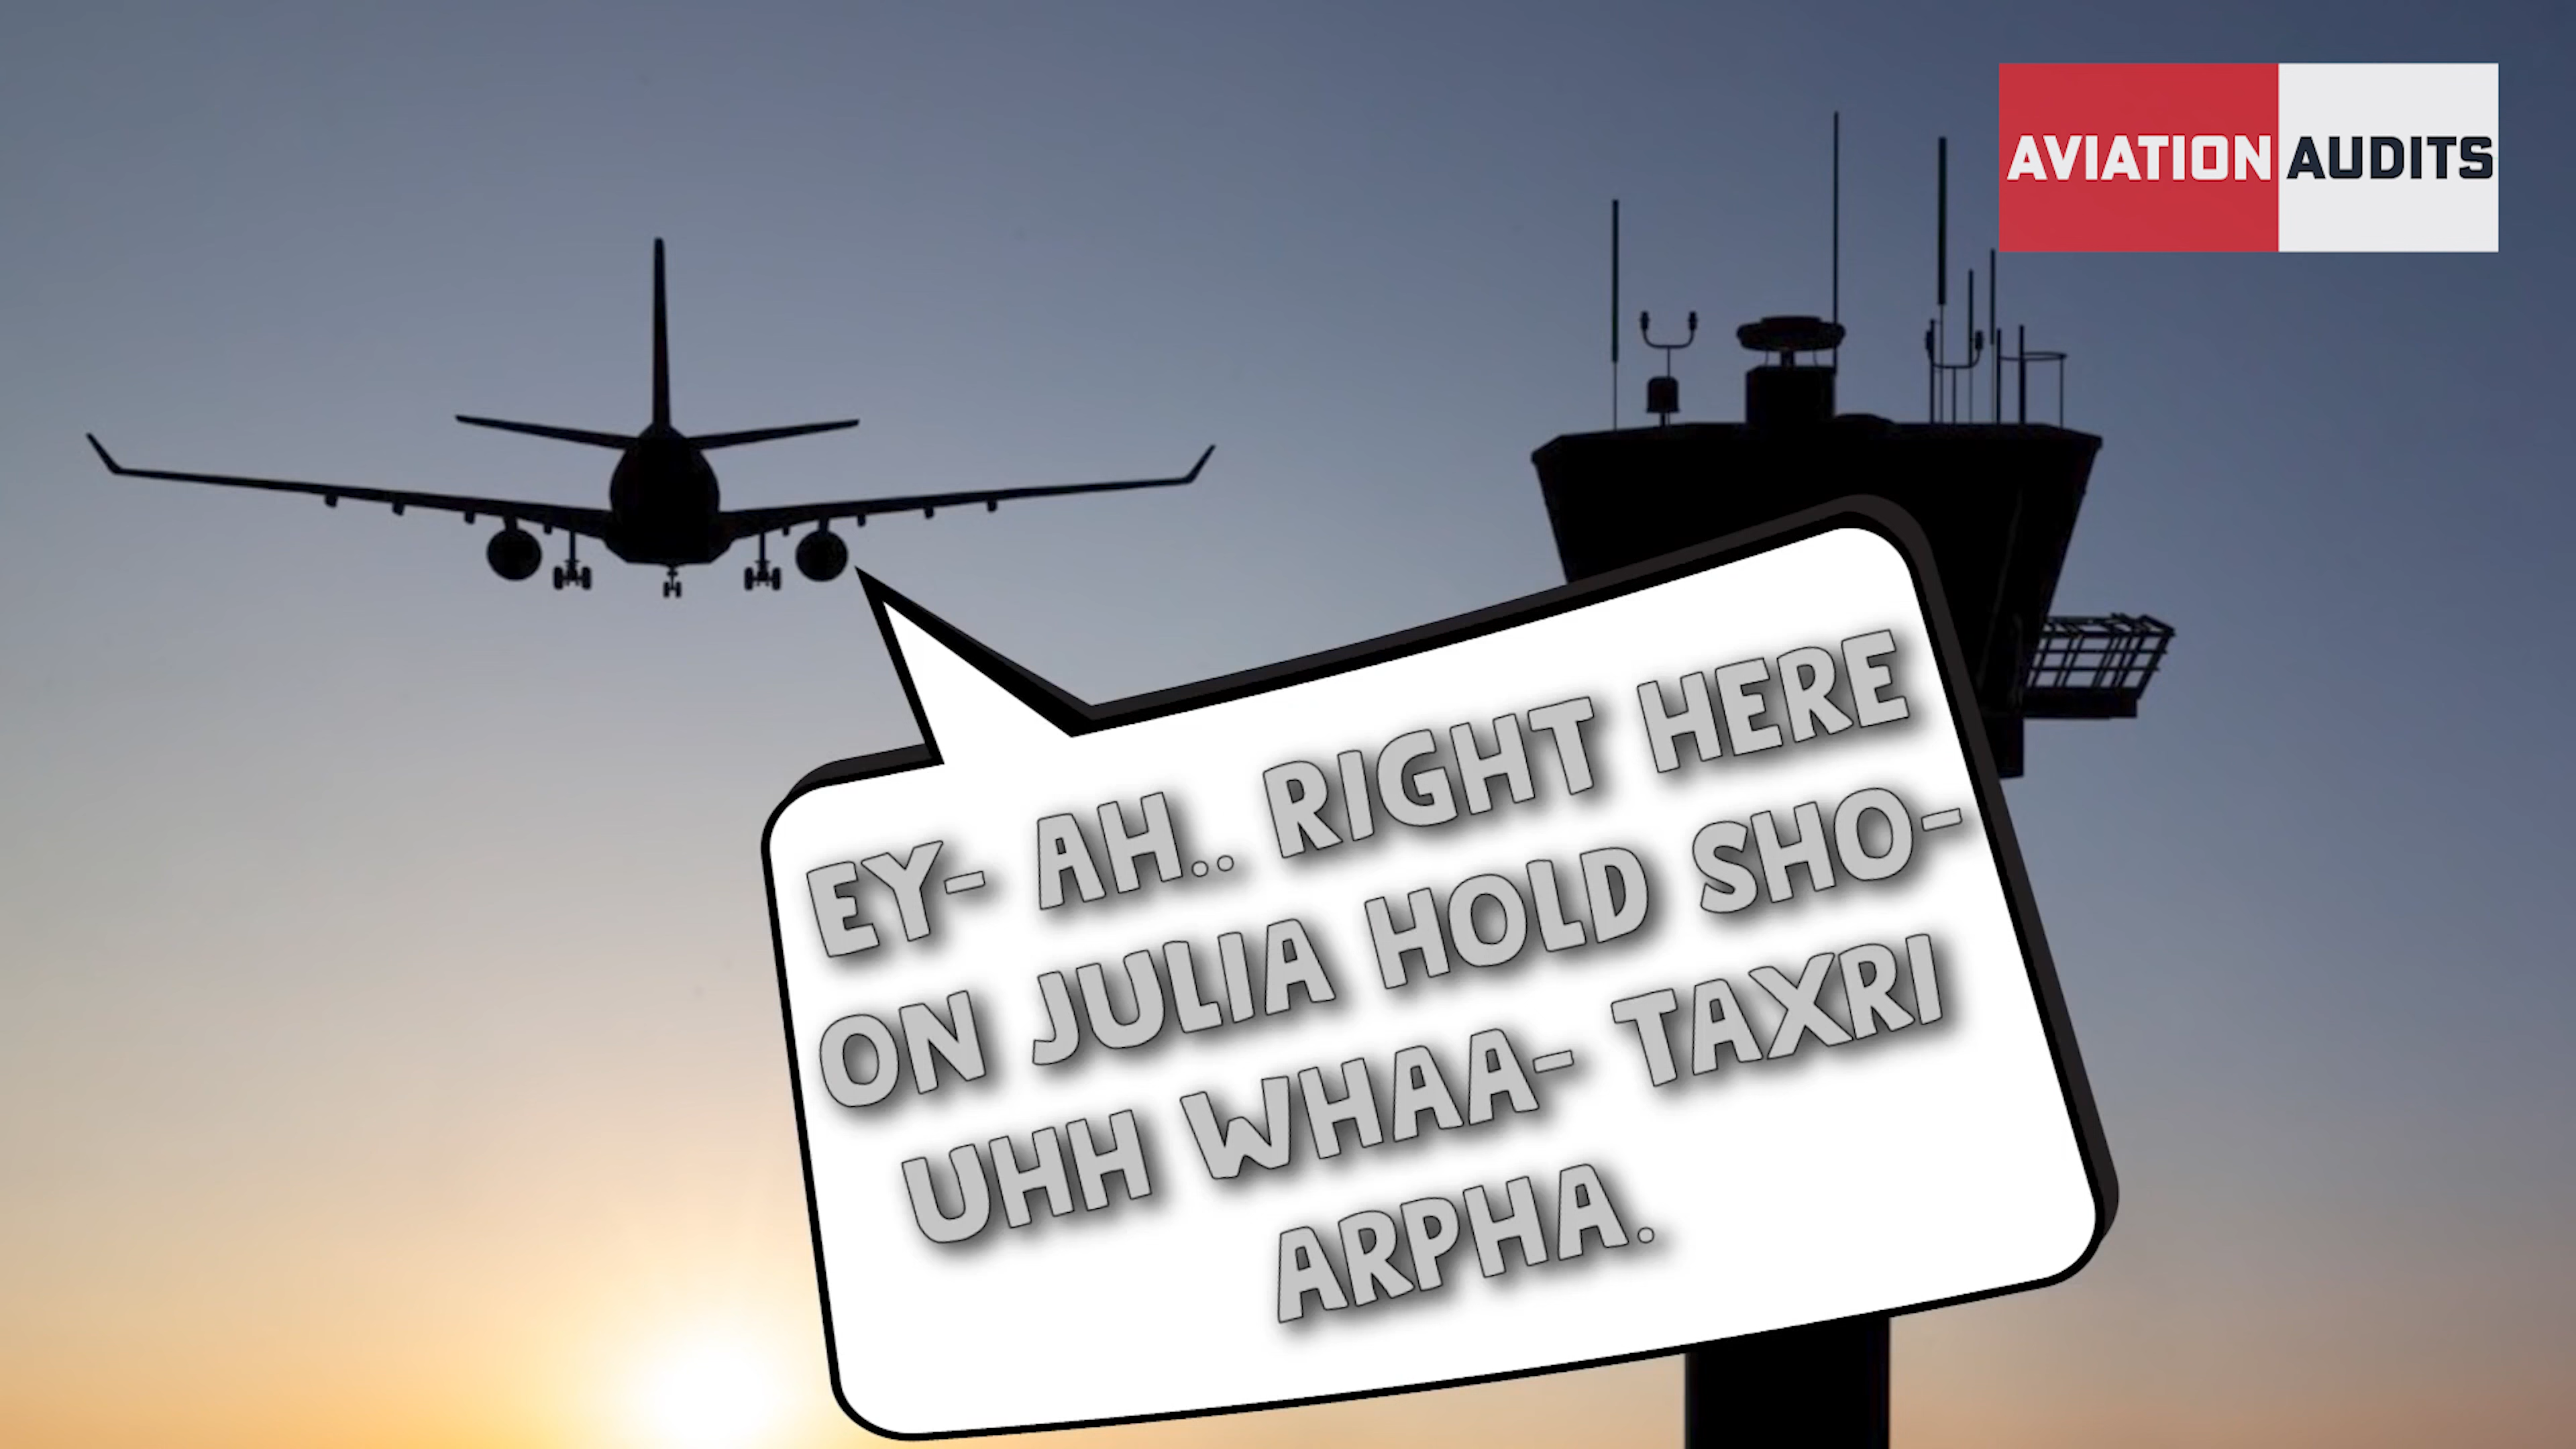 AVIATION AUDITS
EY- AH.. RIGHT HERE
ON JULIA HOLD SHO-
UHH WHAA- TAXRI
ARPHA.